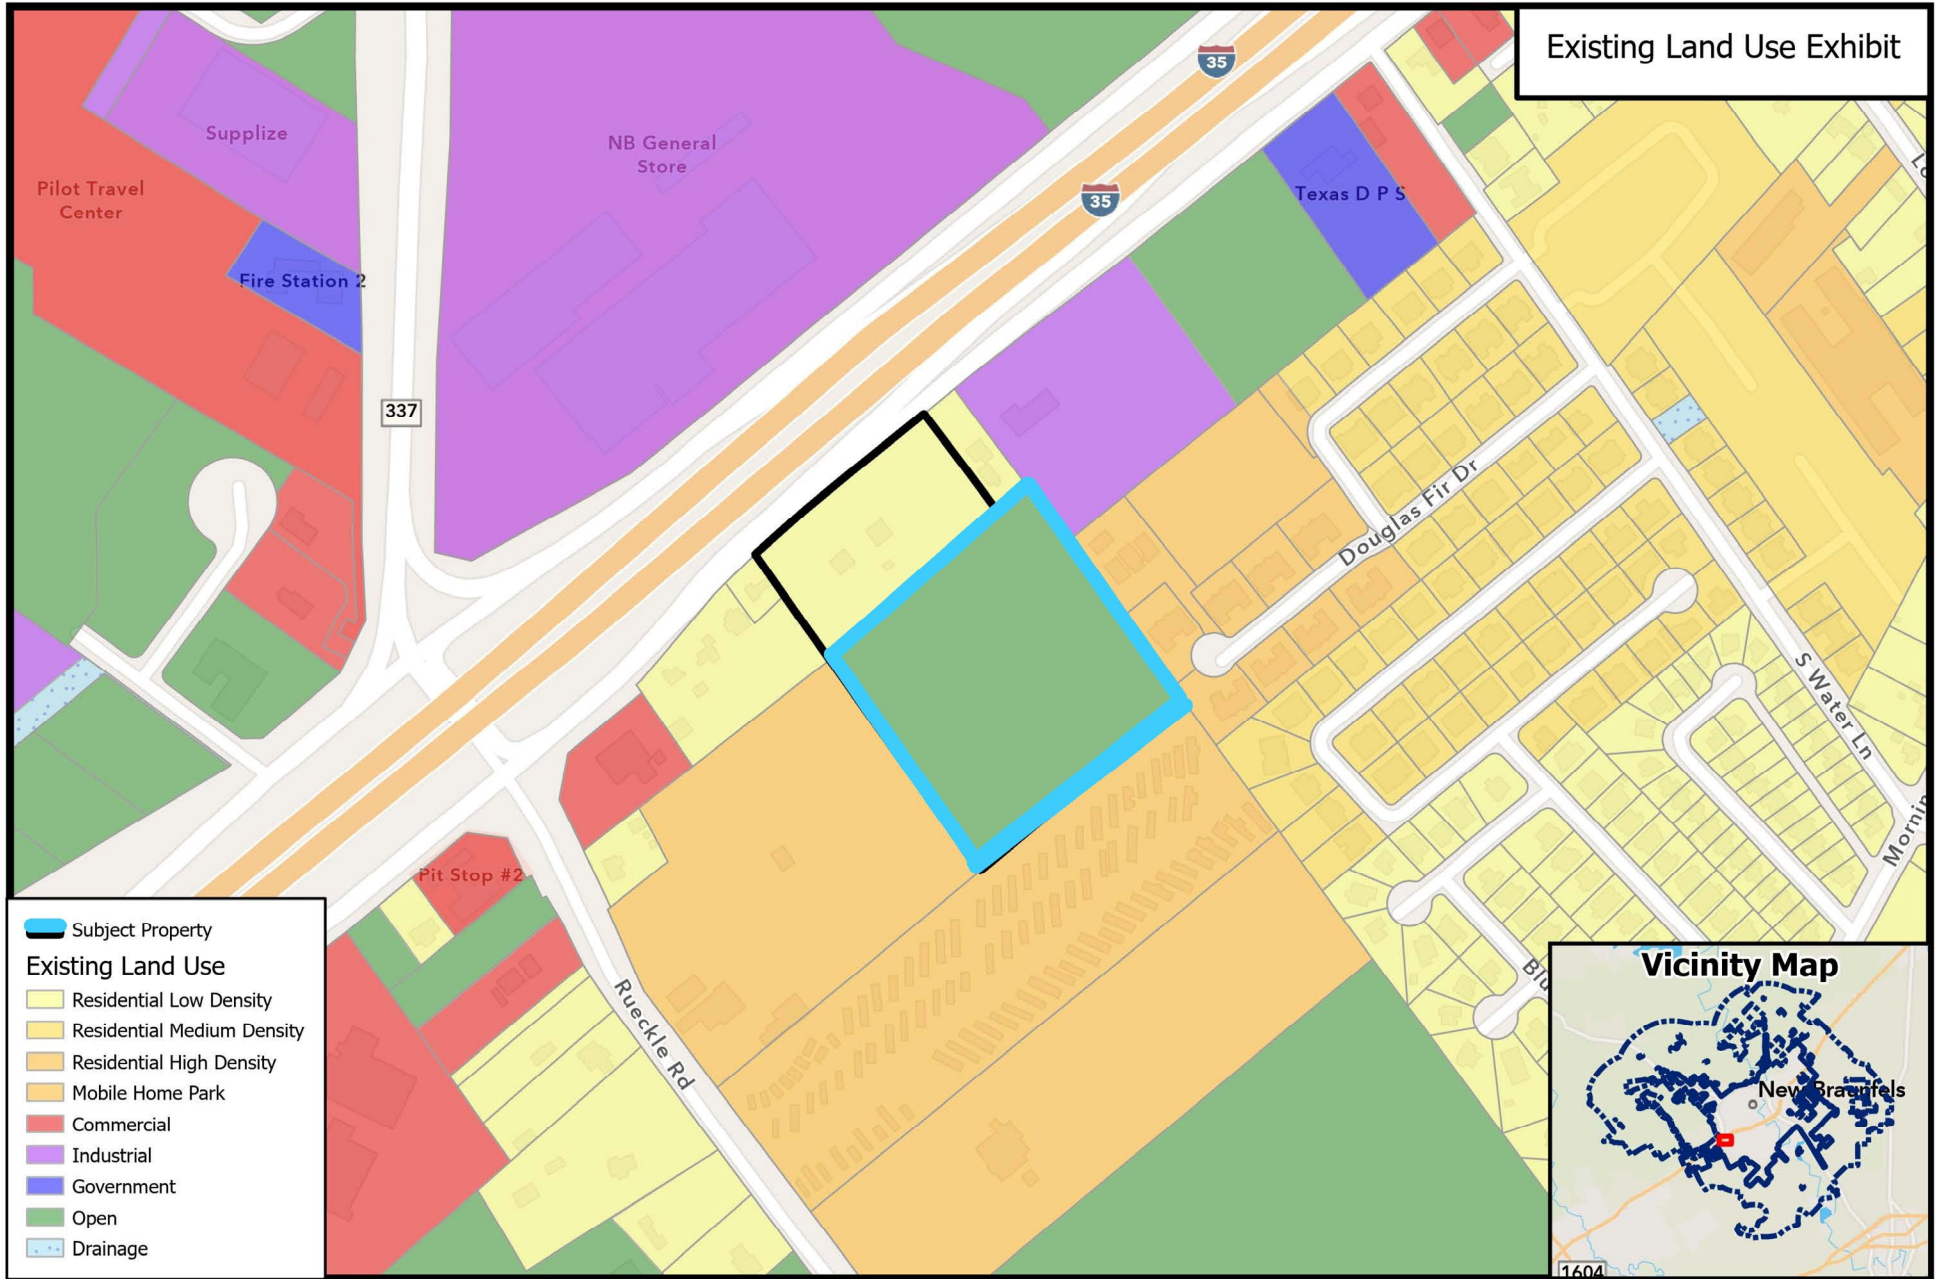 Existing Land Use Exhibit
35
35
Supplize
NB General
Store
Pilot Travel
Center
Texas D P S
Fire Station 2
337
Douglas Fir Dr
S Water Ln
Pit Stop #2
Rueckle Rd
Subject Property
Existing Land Use
Residential Low Density
Residential Medium Density
Residential High Density
Mobile Home Park
Commercial
Industrial
Government
Open
Drainage
Vicinity Map
New Braunfels
1604